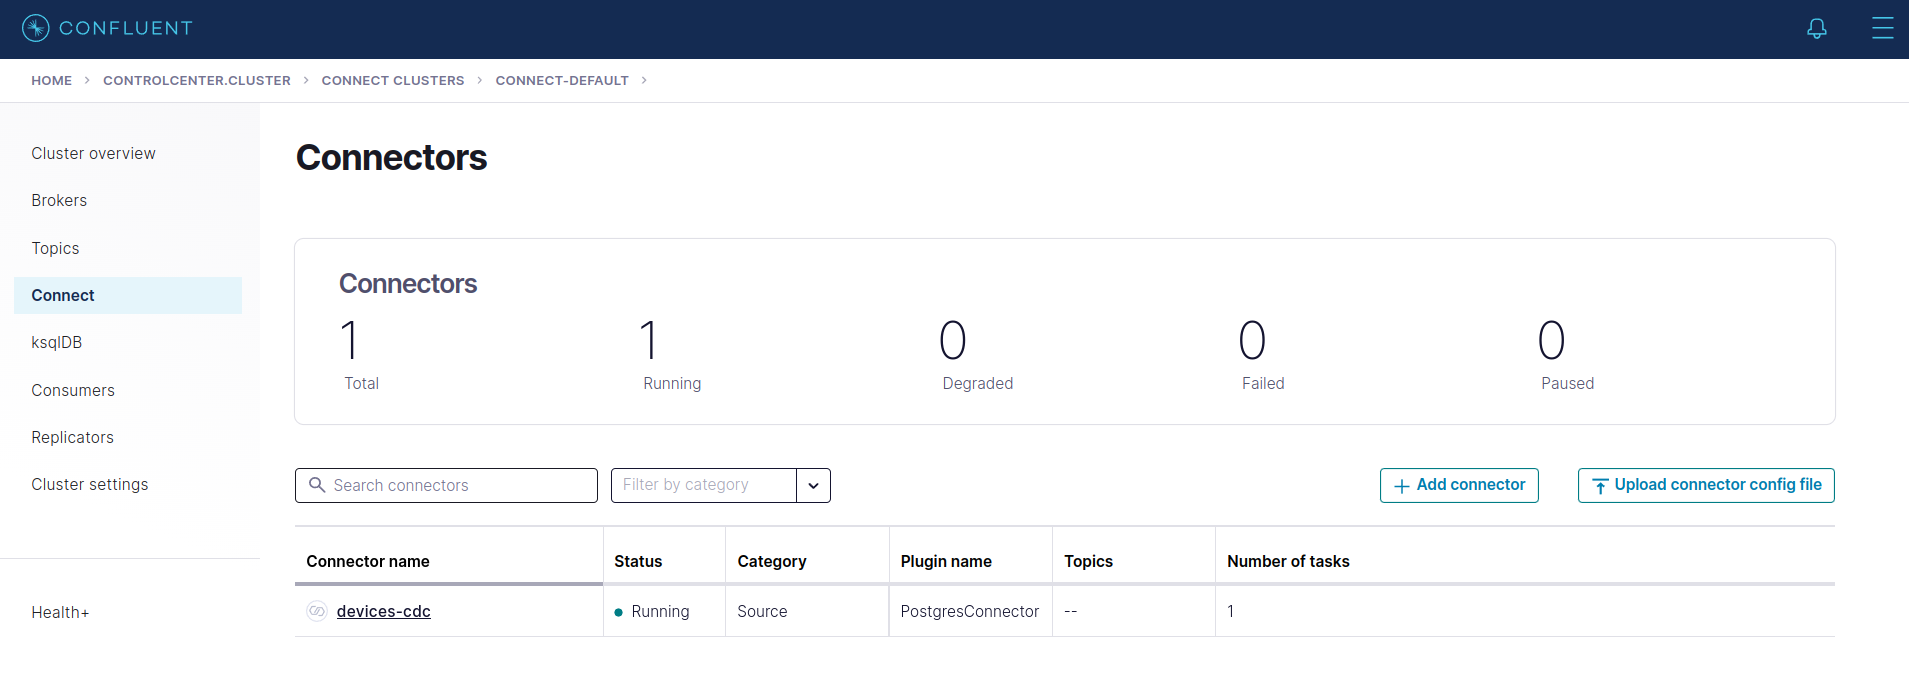 CONFLUENT
HOME > CONTROLCENTER.CLUSTER > CONNECT CLUSTERS > CONNECT-DEFAULT >
Cluster overview
Brokers
Topics
Connect
ksqlDB
Consumers
Replicators
Cluster settings
Health+
Connectors
Connectors
1 1 0 0 0
Total Running Degraded Failed Paused
Search connectors Filter by category Add connector Upload connector config file
Connector name Status Category Plugin name Topics Number of tasks
devices-cdc Running Source PostgresConnector -- 1